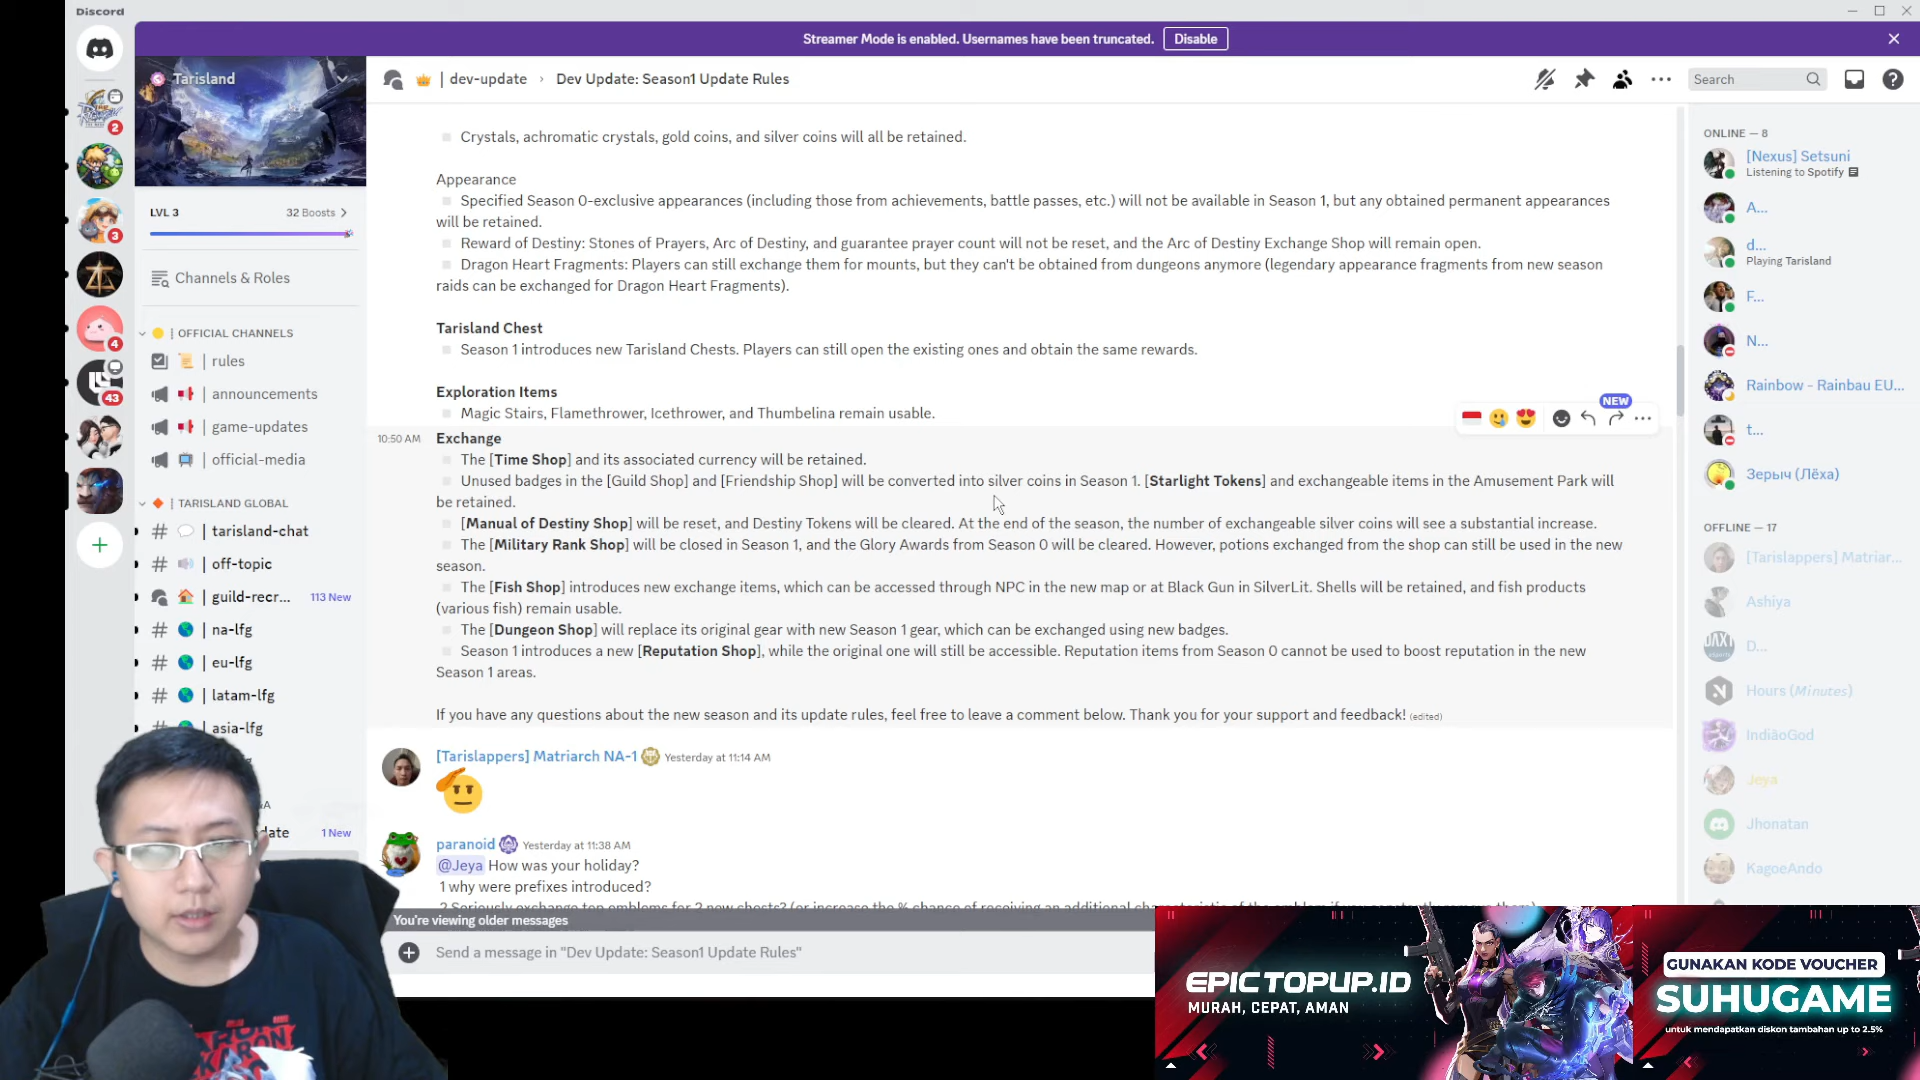 Discord
Streamer Mode is enabled. Usernames have been truncated. Disable
Tarisland
LVL 3 32 Boosts
Channels & Roles
OFFICIAL CHANNELS
rules
announcements
game-updates
official-media
TARISLAND GLOBAL
tarisland-chat
off-topic
guild-recr... 113 New
na-lfg
eu-lfg
latam-lfg
asia-lfg
1 New
2
3
4
43
| dev-update › Dev Update: Season1 Update Rules
Search
Crystals, achromatic crystals, gold coins, and silver coins will all be retained.
Appearance
Specified Season 0-exclusive appearances (including those from achievements, battle passes, etc.) will not be available in Season 1, but any obtained permanent appearances
will be retained.
Reward of Destiny: Stones of Prayers, Arc of Destiny, and guarantee prayer count will not be reset, and the Arc of Destiny Exchange Shop will remain open.
Dragon Heart Fragments: Players can still exchange them for mounts, but they can't be obtained from dungeons anymore (legendary appearance fragments from new season
raids can be exchanged for Dragon Heart Fragments).
Tarisland Chest
Season 1 introduces new Tarisland Chests. Players can still open the existing ones and obtain the same rewards.
Exploration Items
Magic Stairs, Flamethrower, Icethrower, and Thumbelina remain usable.
NEW
10:50 AM Exchange
The [Time Shop] and its associated currency will be retained.
Unused badges in the [Guild Shop] and [Friendship Shop] will be converted into silver coins in Season 1. [Starlight Tokens] and exchangeable items in the Amusement Park will
be retained.
[Manual of Destiny Shop] will be reset, and Destiny Tokens will be cleared. At the end of the season, the number of exchangeable silver coins will see a substantial increase.
The [Military Rank Shop] will be closed in Season 1, and the Glory Awards from Season 0 will be cleared. However, potions exchanged from the shop can still be used in the new
season.
The [Fish Shop] introduces new exchange items, which can be accessed through NPC in the new map or at Black Gun in SilverLit. Shells will be retained, and fish products
(various fish) remain usable.
The [Dungeon Shop] will replace its original gear with new Season 1 gear, which can be exchanged using new badges.
Season 1 introduces a new [Reputation Shop], while the original one will still be accessible. Reputation items from Season 0 cannot be used to boost reputation in the new
Season 1 areas.
If you have any questions about the new season and its update rules, feel free to leave a comment below. Thank you for your support and feedback! (edited)
[Tarislappers] Matriarch NA-1 Yesterday at 11:14 AM
paranoid Yesterday at 11:38 AM
@Jeya How was your holiday?
1 why were prefixes introduced?
You're viewing older messages
Send a message in "Dev Update: Season1 Update Rules"
ONLINE — 8
[Nexus] Setsuni
Listening to Spotify
A...
d...
Playing Tarisland
F...
N...
Rainbow - Rainbau EU...
t...
Зерыч (Лёха)
OFFLINE — 17
[Tarislappers] Matriar...
Ashiya
D...
Hours (Minutes)
IndiãoGod
Jeya
Jhonatan
KagoeAndo
EPICTOPUP.ID
MURAH, CEPAT, AMAN
GUNAKAN KODE VOUCHER
SUHUGAME
untuk mendapatkan diskon tambahan up to 2.5%